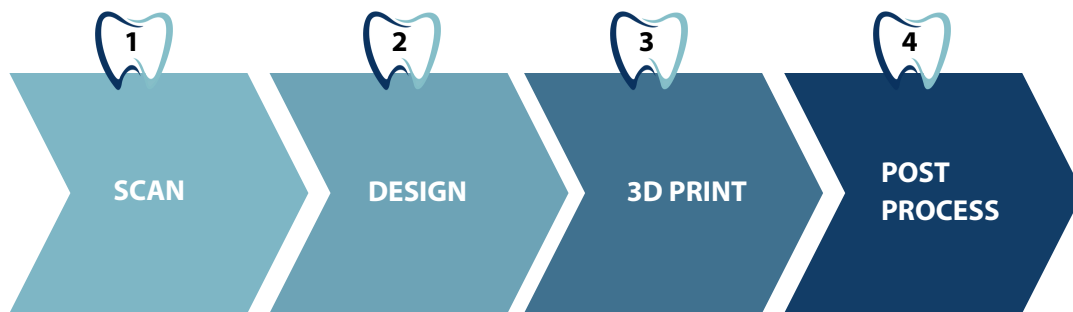 1
SCAN
2
DESIGN
3
3D PRINT
4
POST
PROCESS